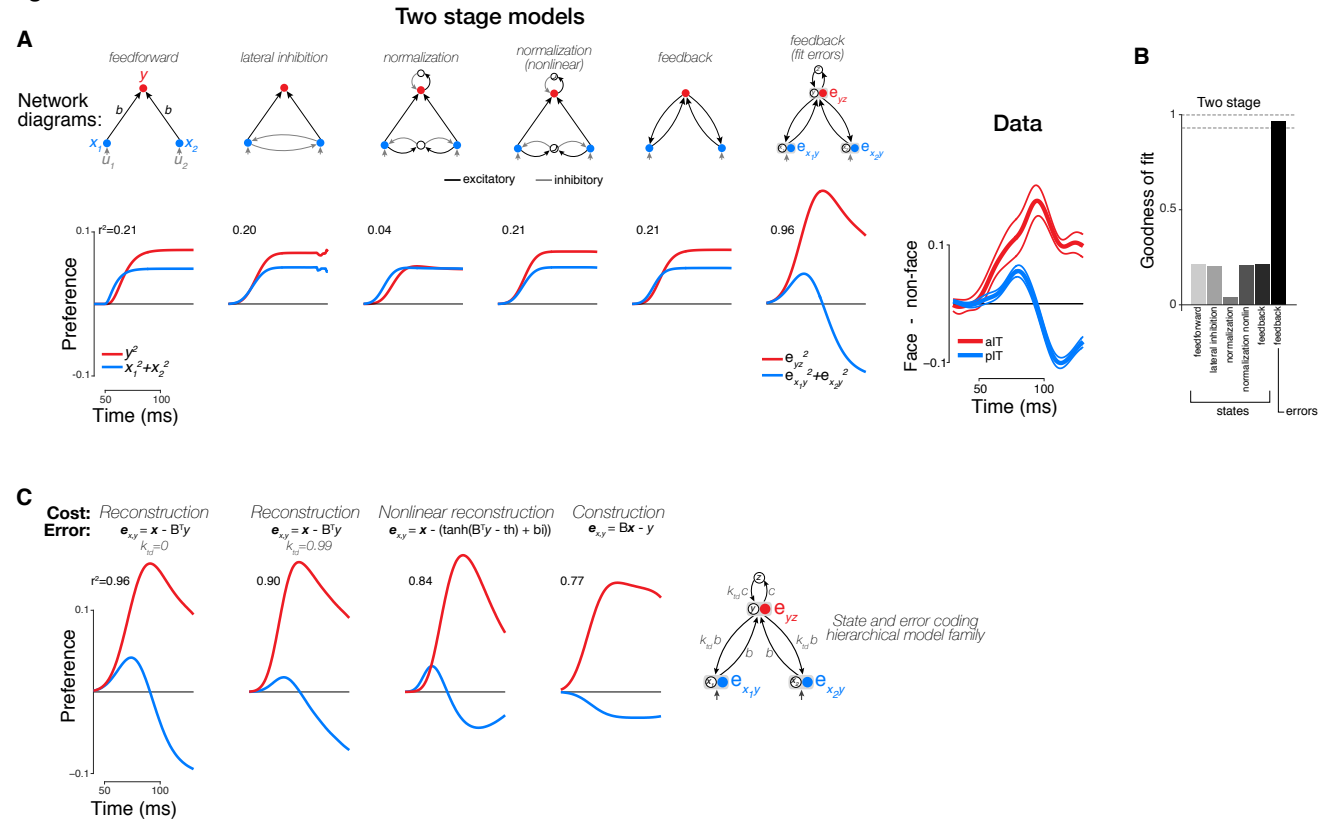 Two stage models
A
feedforward
lateral inhibition
normalization
normalization
(nonlinear)
feedback
feedback
(fit errors)
Network
diagrams:
y
b
b
x1
x2
u1
u2
z
y
eyz
x1
ex1y
x2
ex2y
excitatory
inhibitory
Data
Preference
0.1
-0.1
r²=0.21
0.20
0.04
0.21
0.21
0.96
y²
x1²+x2²
50
100
Time (ms)
eyz²
ex1y²+ex2y²
Face - non-face
0.1
−0.1
aIT
pIT
50
100
Time (ms)
B
Two stage
Goodness of fit
1
0.5
0
feedforward
lateral inhibition
normalization
normalization nonlin
feedback
feedback
states
errors
C
Cost:
Reconstruction
Reconstruction
Nonlinear reconstruction
Construction
Error:
ex,y = x - Bᵀy
ex,y = x - Bᵀy
ex,y = x - (tanh(Bᵀy - th) + bi))
ex,y = Bx - y
ktd=0
ktd=0.99
r²=0.96
0.90
0.84
0.77
Preference
0.1
−0.1
50
100
Time (ms)
z
ktd c
c
y
eyz
ktd b
b
b
ktd b
x1
ex1y
x2
ex2y
State and error coding
hierarchical model family